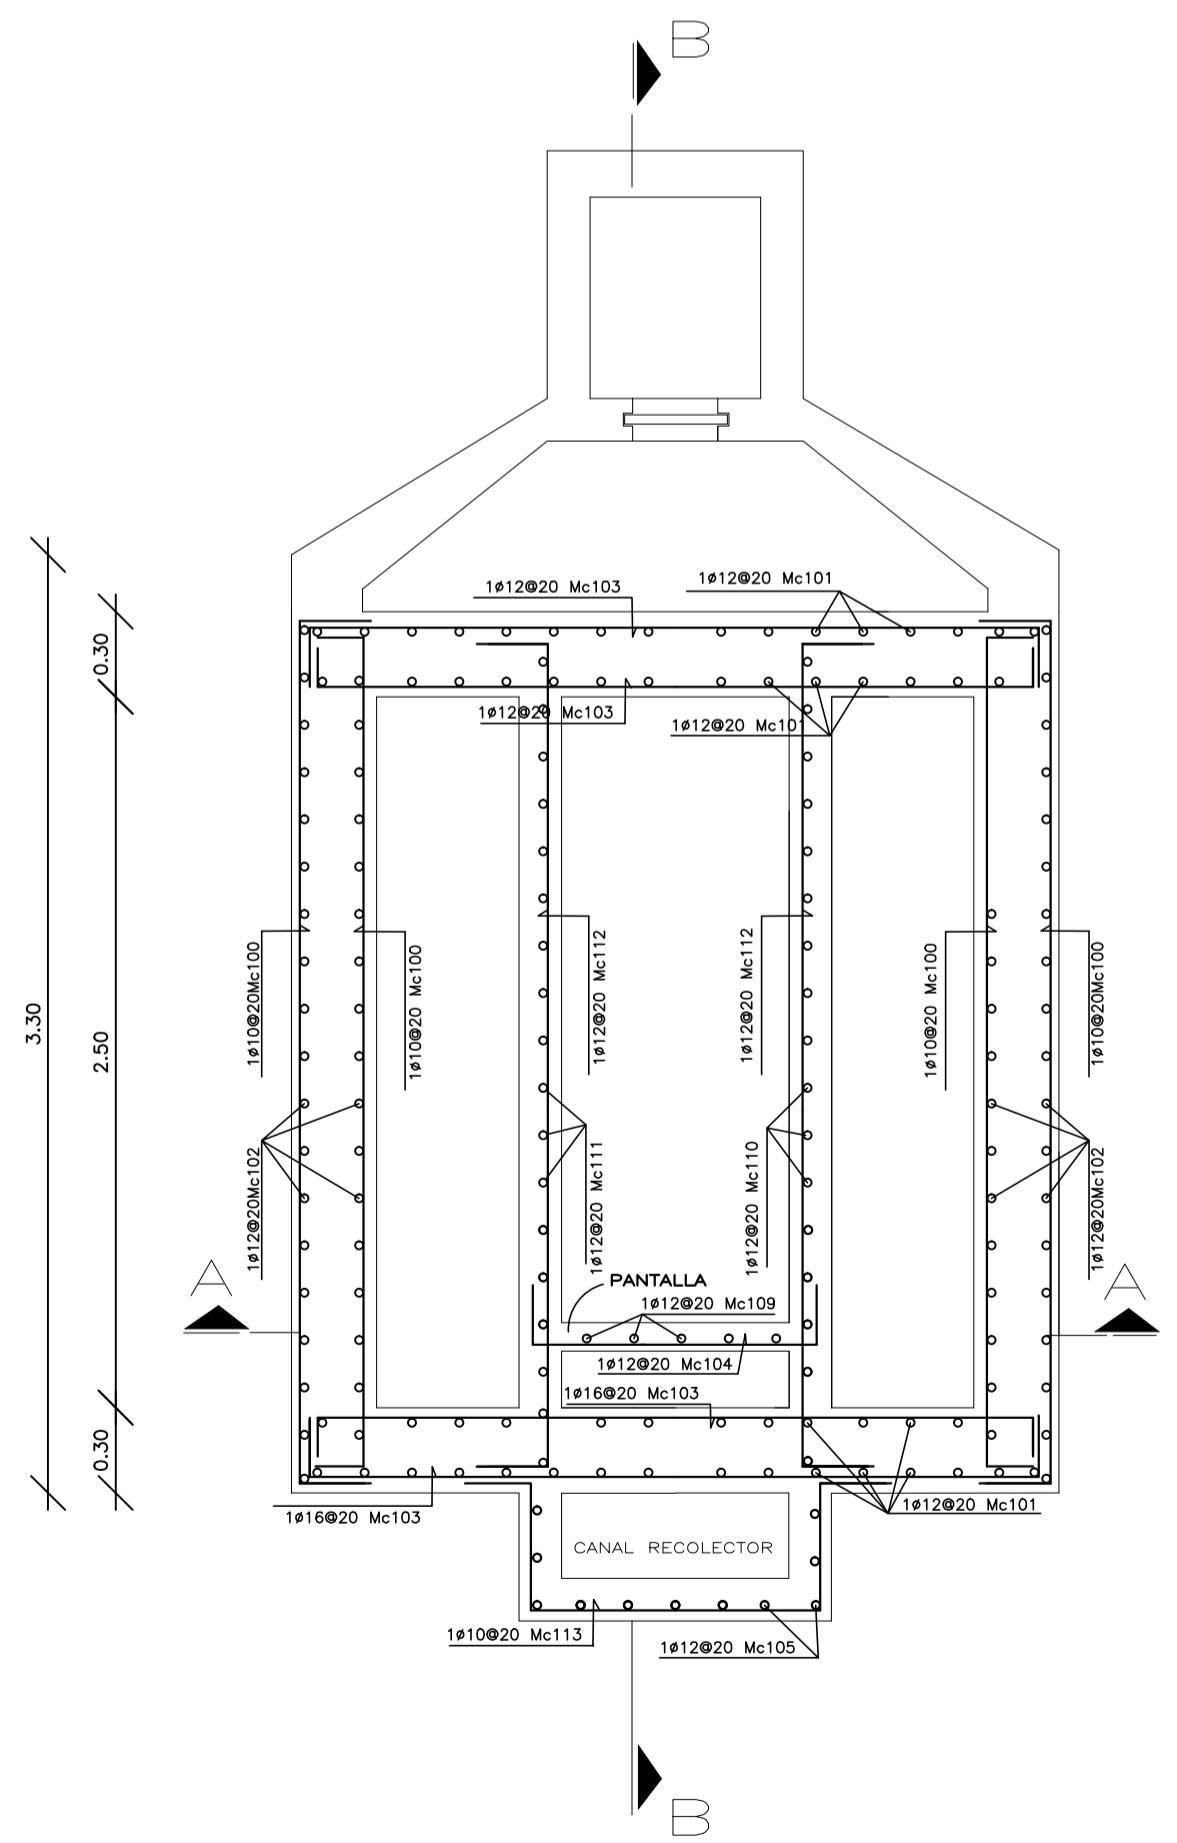 B
1ø12@20 Mc103
1ø12@20 Mc101
0.30
1ø12@20 Mc103
1ø12@20 Mc101
3.30
2.50
1ø10@20Mc100
1ø10@20 Mc100
1ø12@20 Mc112
1ø12@20 Mc112
1ø10@20 Mc100
1ø10@20Mc100
1ø12@20Mc102
1ø12@20 Mc111
1ø12@20 Mc110
1ø12@20Mc102
A
A
PANTALLA
1ø12@20 Mc109
1ø12@20 Mc104
1ø16@20 Mc103
0.30
1ø16@20 Mc103
1ø12@20 Mc101
CANAL RECOLECTOR
1ø10@20 Mc113
1ø12@20 Mc105
B